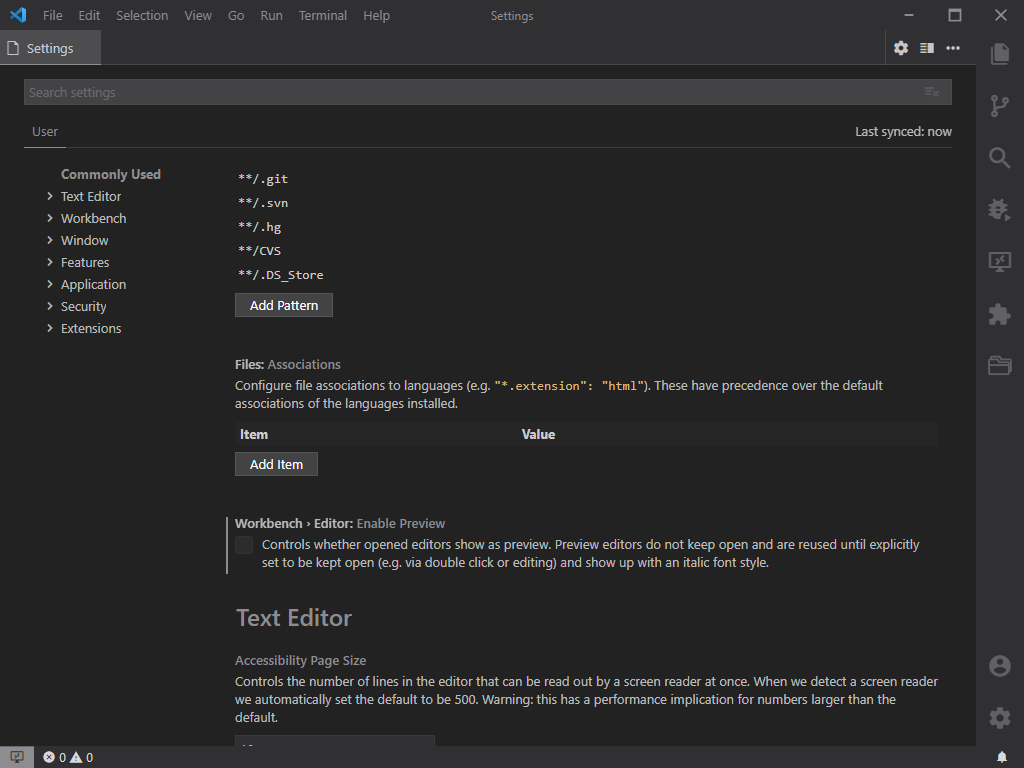 File Edit Selection View Go Run Terminal Help Settings
Settings
Search settings
User
Last synced: now
Commonly Used
Text Editor
Workbench
Window
Features
Application
Security
Extensions
**/.git
**/.svn
**/.hg
**/CVS
**/.DS_Store
Add Pattern
Files: Associations
Configure file associations to languages (e.g. "*.extension": "html"). These have precedence over the default
associations of the languages installed.
Item Value
Add Item
Workbench › Editor: Enable Preview
Controls whether opened editors show as preview. Preview editors do not keep open and are reused until explicitly
set to be kept open (e.g. via double click or editing) and show up with an italic font style.
Text Editor
Accessibility Page Size
Controls the number of lines in the editor that can be read out by a screen reader at once. When we detect a screen reader
we automatically set the default to be 500. Warning: this has a performance implication for numbers larger than the
default.
0 0